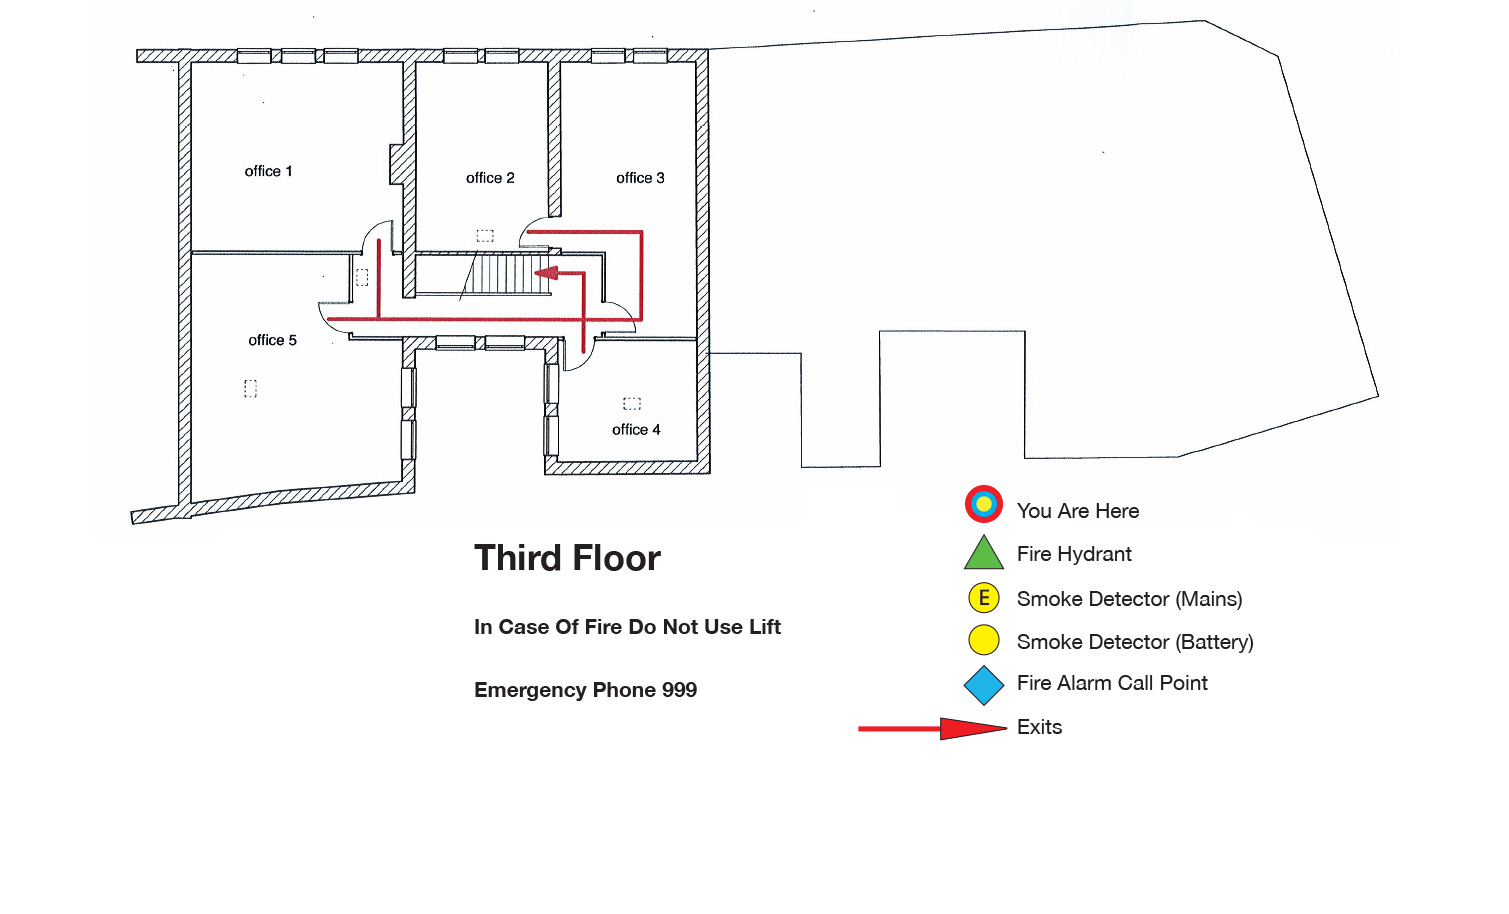 office 1
office 2
office 3
office 5
office 4
Third Floor
In Case Of Fire Do Not Use Lift
Emergency Phone 999
You Are Here
Fire Hydrant
E Smoke Detector (Mains)
Smoke Detector (Battery)
Fire Alarm Call Point
Exits